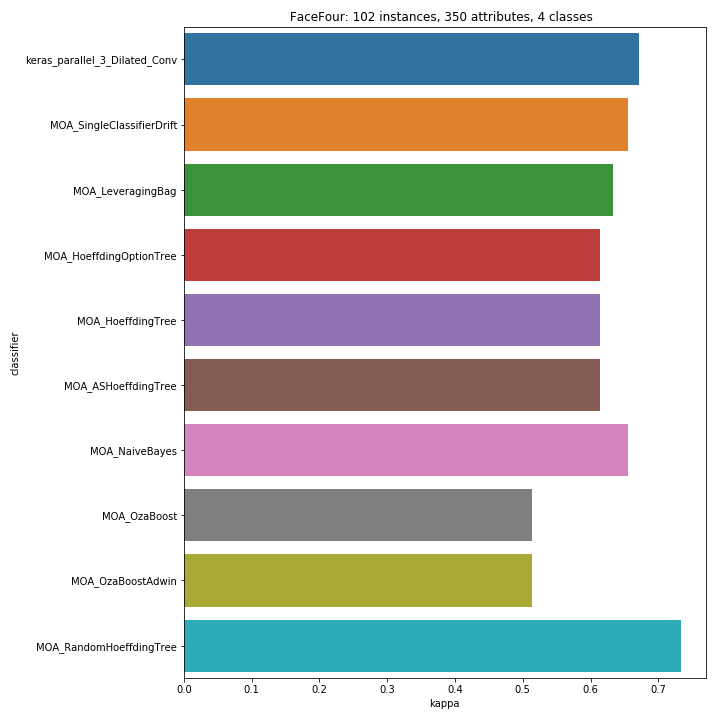 FaceFour: 102 instances, 350 attributes, 4 classes
keras_parallel_3_Dilated_Conv
MOA_SingleClassifierDrift
MOA_LeveragingBag
MOA_HoeffdingOptionTree
MOA_HoeffdingTree
MOA_ASHoeffdingTree
MOA_NaiveBayes
MOA_OzaBoost
MOA_OzaBoostAdwin
MOA_RandomHoeffdingTree
classifier
0.0 0.1 0.2 0.3 0.4 0.5 0.6 0.7
kappa